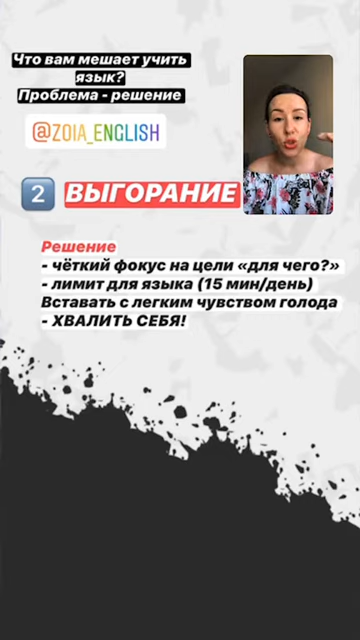 Что вам мешает учить
язык?
Проблема - решение
@ZOIA_ENGLISH
2 ВЫГОРАНИЕ
Решение
- чёткий фокус на цели «для чего?»
- лимит для языка (15 мин/день)
Вставать с легким чувством голода
- ХВАЛИТЬ СЕБЯ!